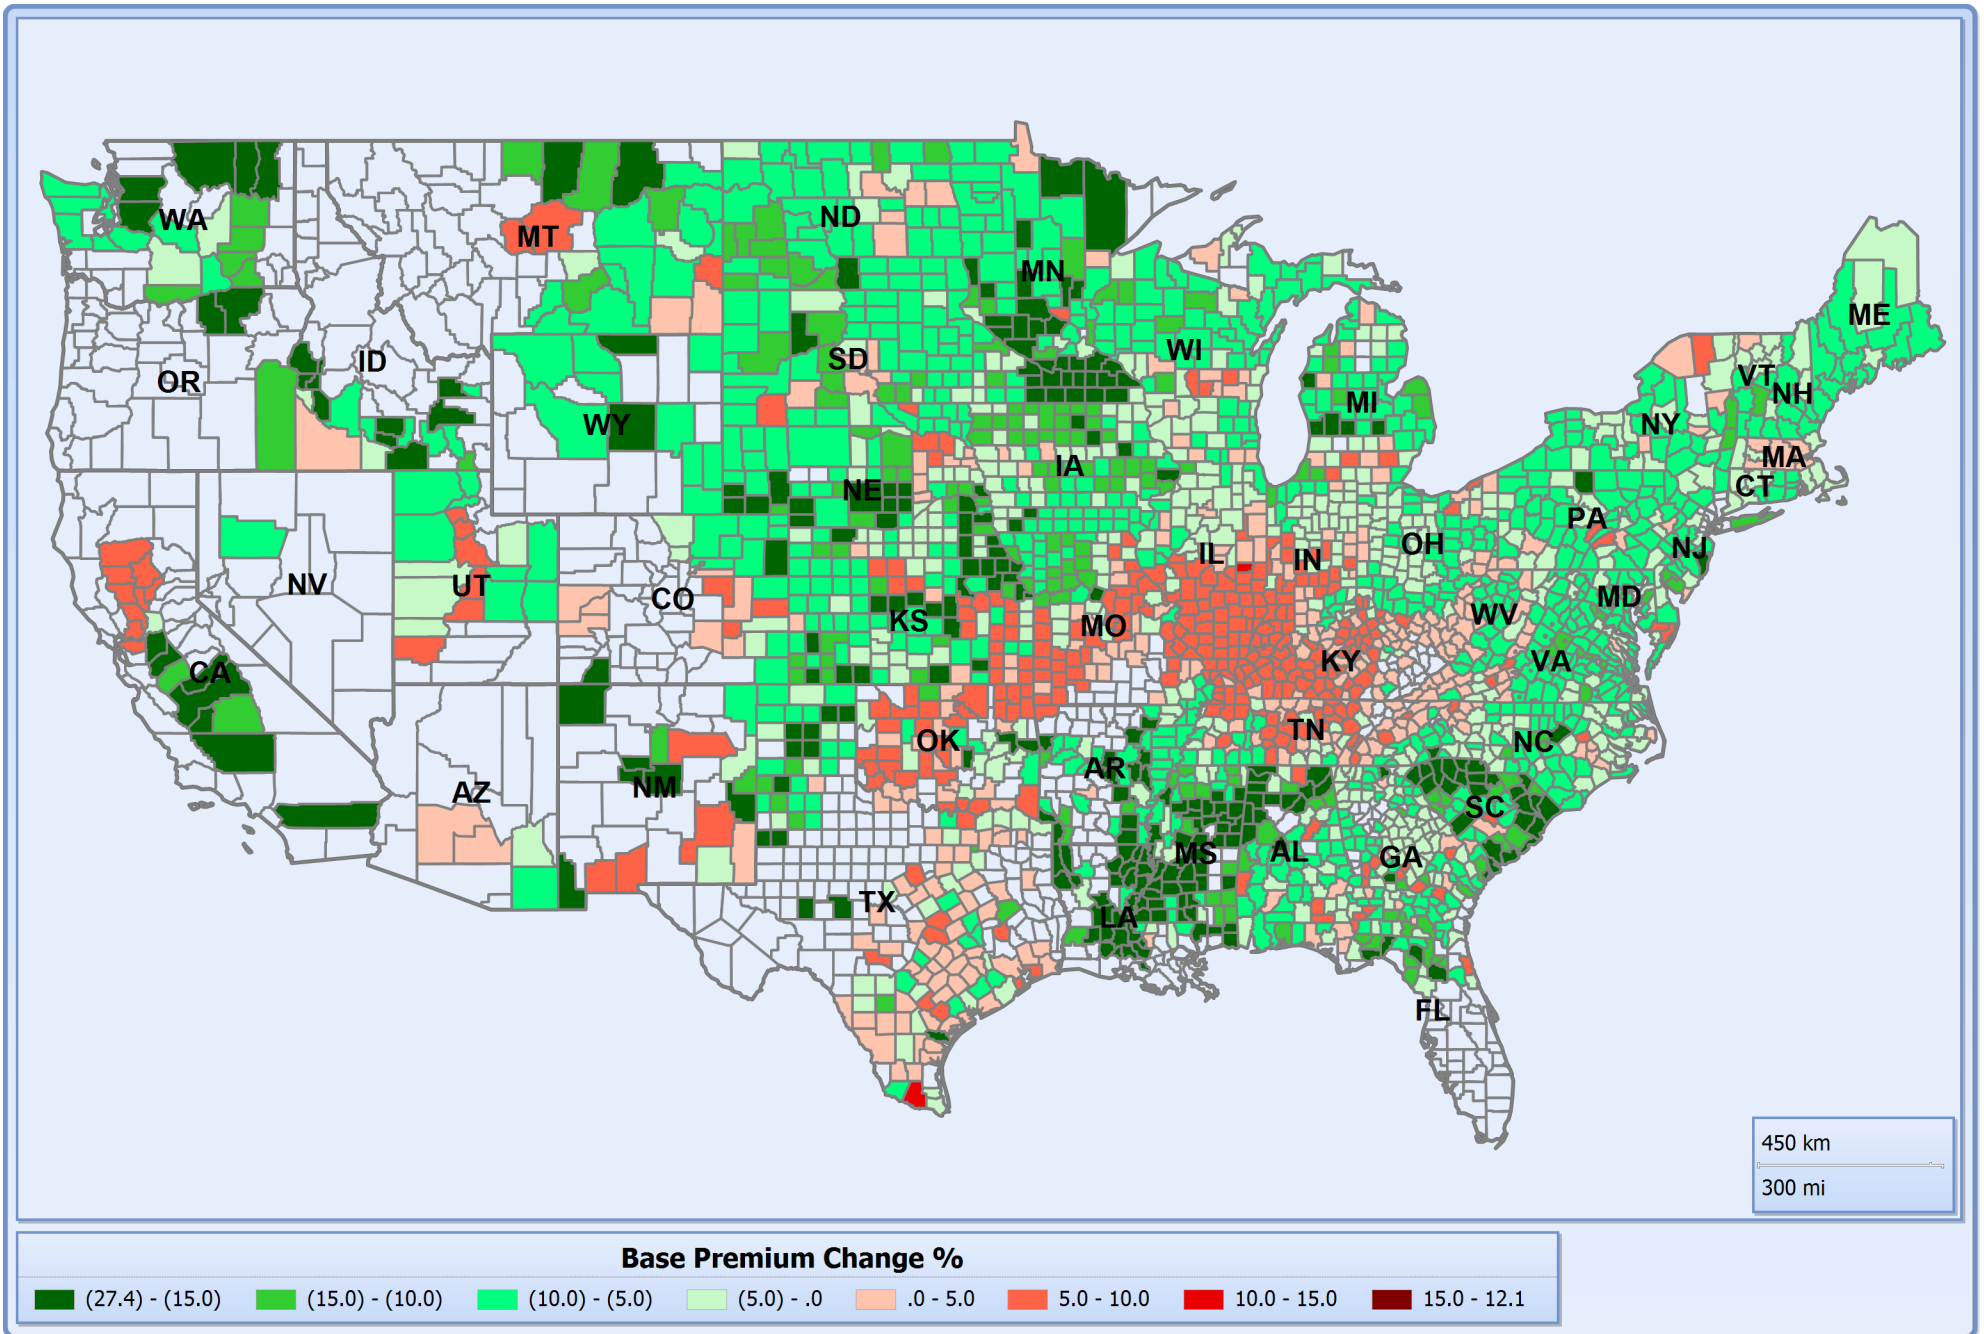 WA
MT
ND
MN
ME
OR
ID
SD
WI
MI
VT
NH
NY
WY
MA
CT
IA
NE
PA
NJ
NV
UT
CO
IL
IN
OH
MD
WV
KS
MO
KY
VA
CA
OK
TN
NC
AZ
NM
AR
SC
MS
AL
GA
TX
LA
FL
450 km
300 mi
Base Premium Change %
(27.4) - (15.0) (15.0) - (10.0) (10.0) - (5.0) (5.0) - .0 .0 - 5.0 5.0 - 10.0 10.0 - 15.0 15.0 - 12.1